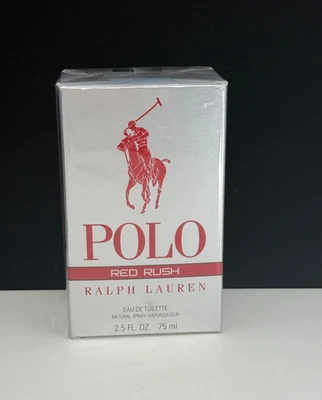 POLO
RED RUSH
RALPH LAUREN
EAU DE TOILETTE
NATURAL SPRAY/VAPORISATEUR
2.5 FL. OZ. 75 ml